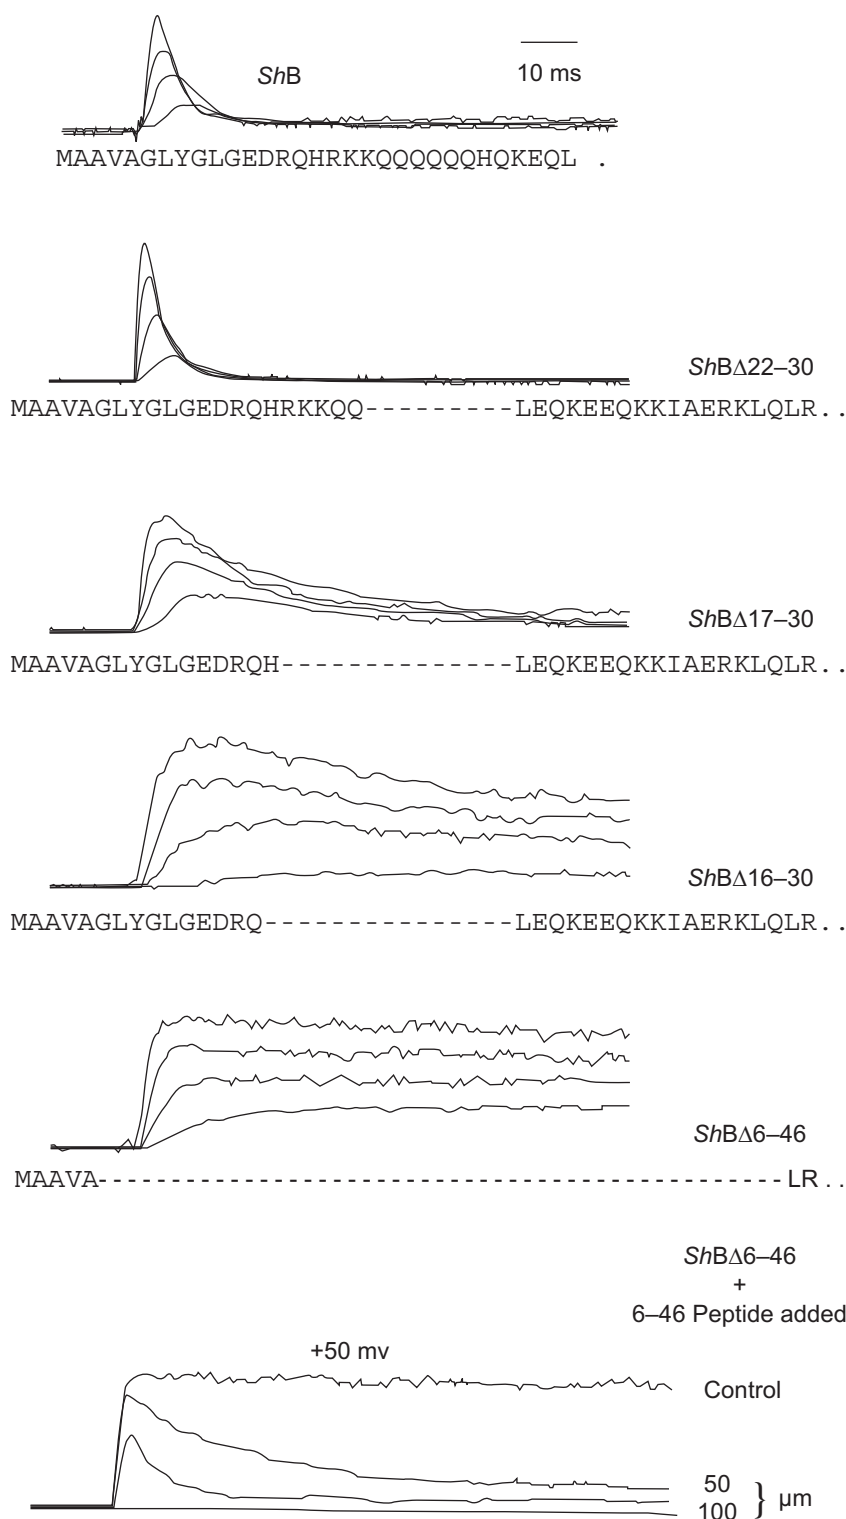 ShB
10 ms
MAAVAGLYGLGEDRQHRKKQQQQQQHQKEQL .
ShBΔ22–30
MAAVAGLYGLGEDRQHRKKQQ---------LEQKEEQKKIAERKLQLR..
ShBΔ17–30
MAAVAGLYGLGEDRQH--------------LEQKEEQKKIAERKLQLR..
ShBΔ16–30
MAAVAGLYGLGEDRQ---------------LEQKEEQKKIAERKLQLR..
ShBΔ6–46
MAAVA-----------------------------------------LR..
ShBΔ6–46
+
6–46 Peptide added
+50 mv
Control
50
100 } μm